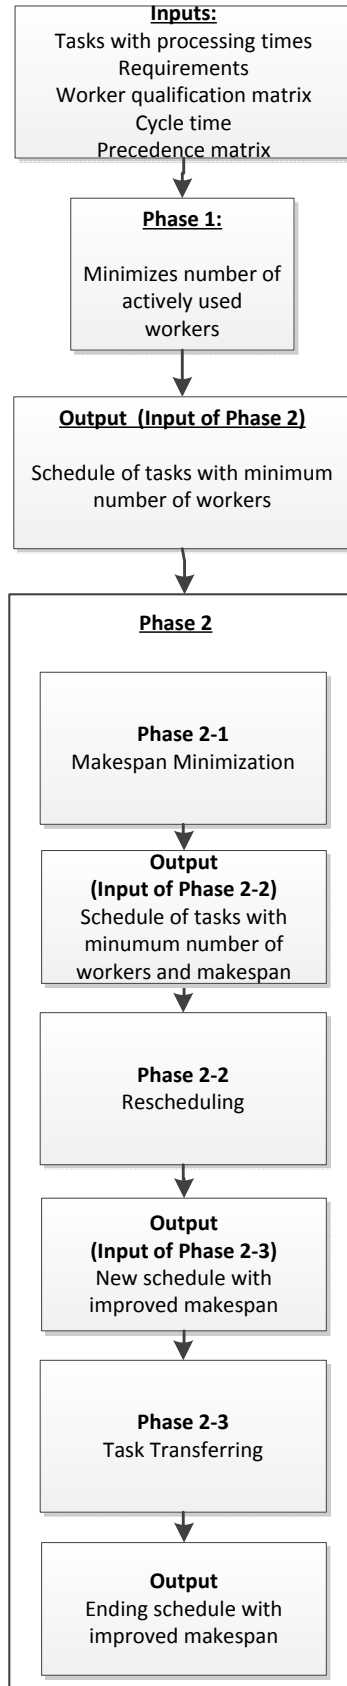 Inputs:
Tasks with processing times
Requirements
Worker qualification matrix
Cycle time
Precedence matrix
Phase 1:
Minimizes number of
actively used
workers
Output (Input of Phase 2)
Schedule of tasks with minimum
number of workers
Phase 2
Phase 2-1
Makespan Minimization
Output
(Input of Phase 2-2)
Schedule of tasks with
minumum number of
workers and makespan
Phase 2-2
Rescheduling
Output
(Input of Phase 2-3)
New schedule with
improved makespan
Phase 2-3
Task Transferring
Output
Ending schedule with
improved makespan